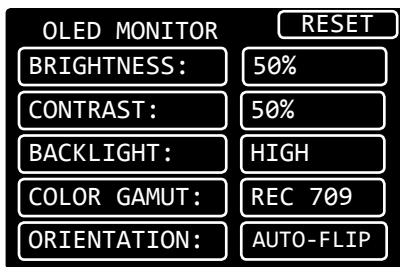 OLED MONITOR RESET
BRIGHTNESS: 50%
CONTRAST: 50%
BACKLIGHT: HIGH
COLOR GAMUT: REC 709
ORIENTATION: AUTO-FLIP